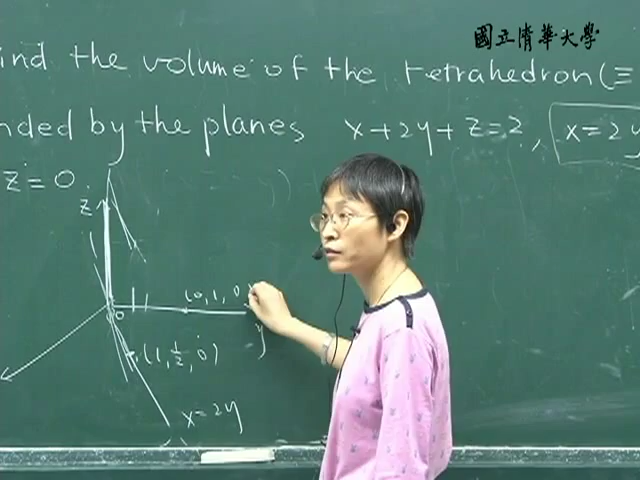 國立清華大學
ind the volume of the tetrahedron (三
nded by the planes x+2y+z=2, x=2y
z=0.
z
(0,1,0)
0
y
(1,½,0)
x=2y